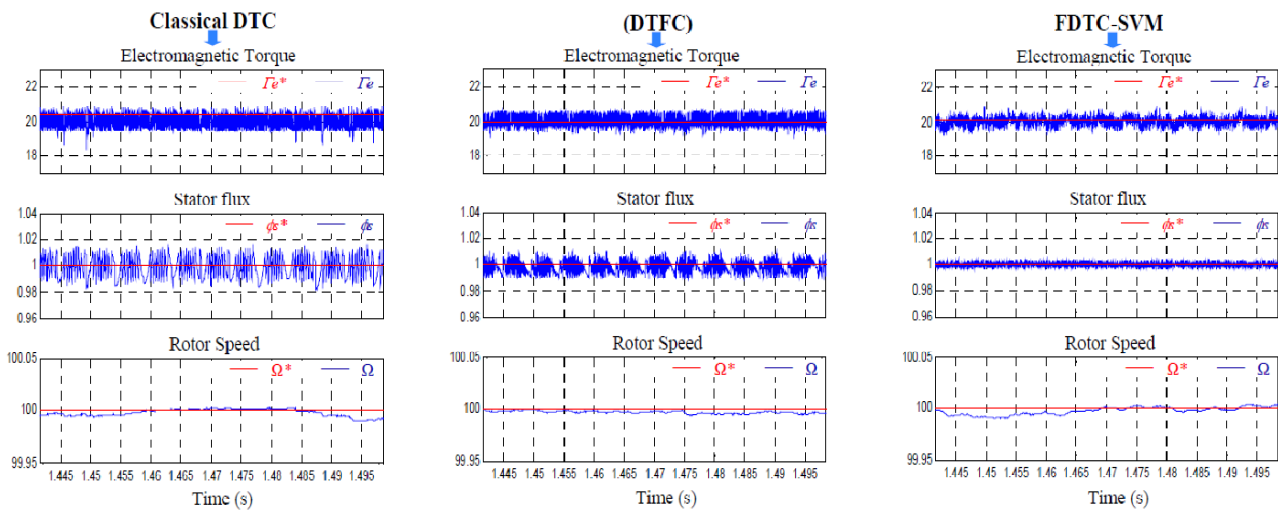 Classical DTC
Electromagnetic Torque
Γe* Γe
22
20
18
Stator flux
1.04
ϕs* ϕs
1.02
1
0.98
0.96
Rotor Speed
100.05
Ω* Ω
100
99.95
1.445 1.45 1.455 1.46 1.465 1.47 1.475 1.48 1.485 1.49 1.495
Time (s)
(DTFC)
Electromagnetic Torque
Γe* Γe
22
20
18
Stator flux
1.04
ϕs* ϕs
1.02
1
0.98
0.96
Rotor Speed
100.05
Ω* Ω
100
99.95
1.445 1.45 1.455 1.46 1.465 1.47 1.475 1.48 1.485 1.49 1.495
Time (s)
FDTC-SVM
Electromagnetic Torque
Γe* Γe
22
20
18
Stator flux
1.04
ϕs* ϕs
1.02
1
0.98
0.96
Rotor Speed
100.05
Ω* Ω
100
99.95
1.445 1.45 1.455 1.46 1.465 1.47 1.475 1.48 1.485 1.49 1.495
Time (s)